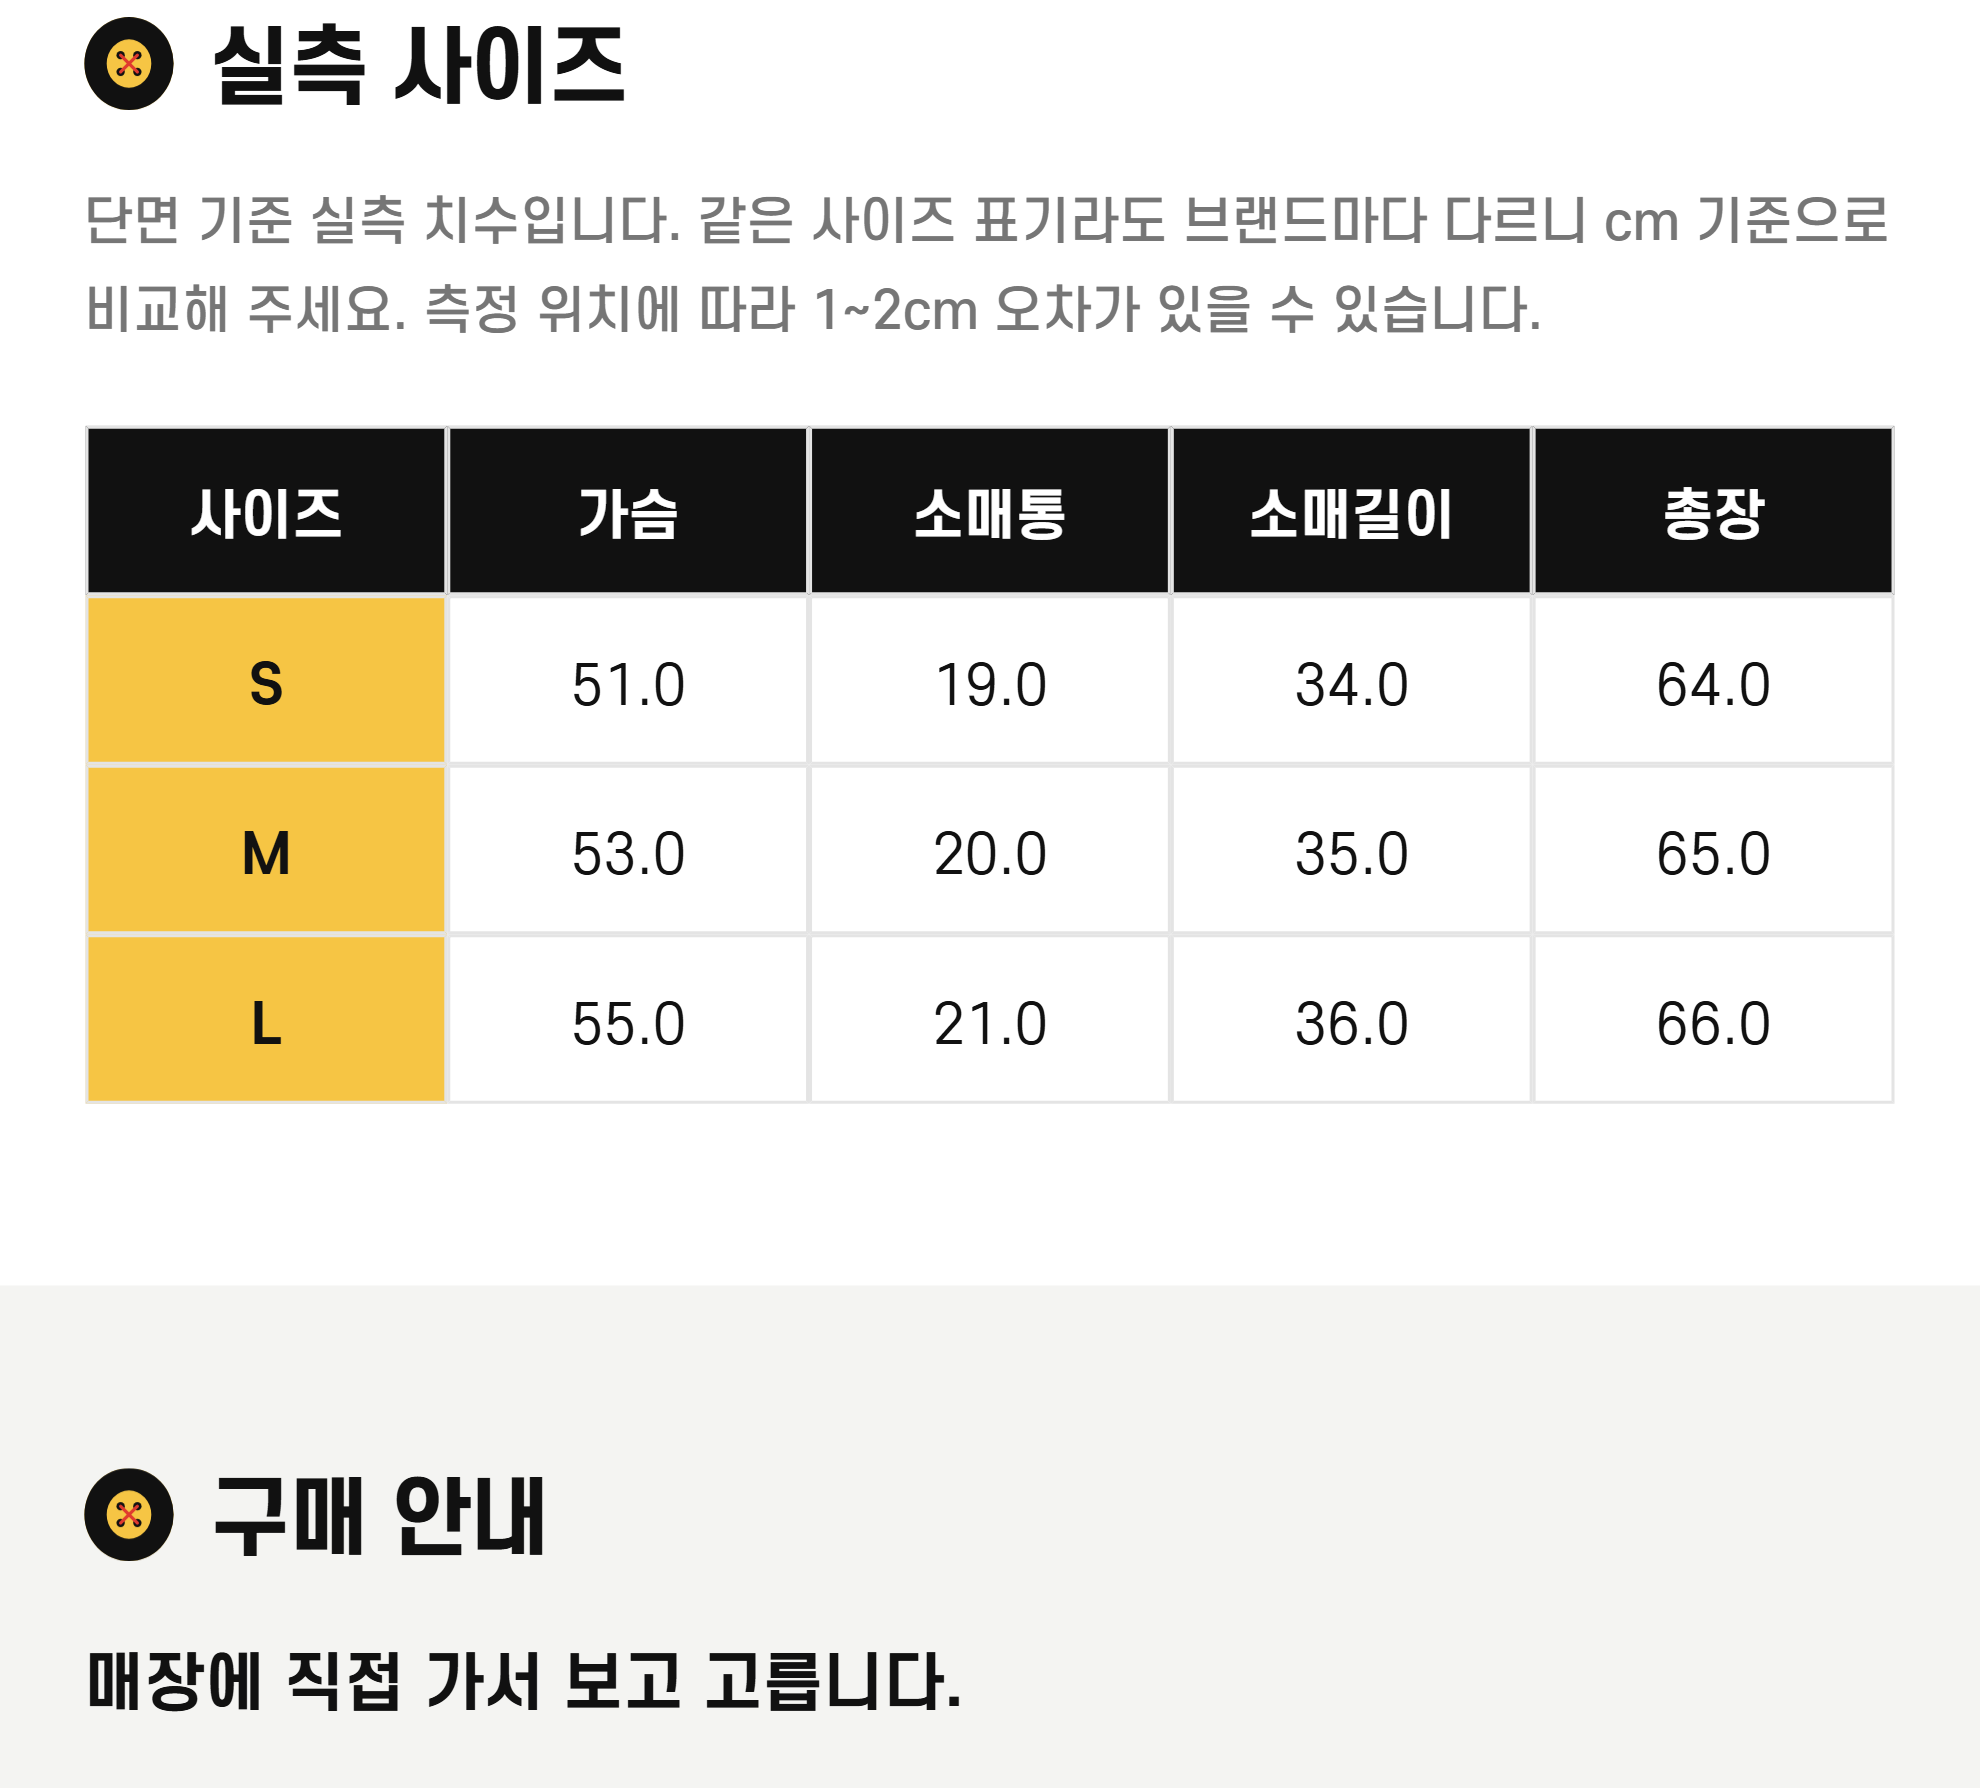 실측 사이즈
단면 기준 실측 치수입니다. 같은 사이즈 표기라도 브랜드마다 다르니 cm 기준으로
비교해 주세요. 측정 위치에 따라 1~2cm 오차가 있을 수 있습니다.
사이즈 가슴 소매통 소매길이 총장
S 51.0 19.0 34.0 64.0
M 53.0 20.0 35.0 65.0
L 55.0 21.0 36.0 66.0
구매 안내
매장에 직접 가서 보고 고릅니다.